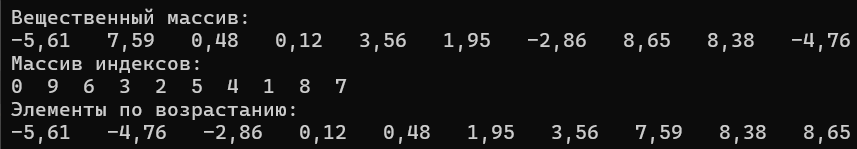 Вещественный массив:
-5,61 7,59 0,48 0,12 3,56 1,95 -2,86 8,65 8,38 -4,76
Массив индексов:
0 9 6 3 2 5 4 1 8 7
Элементы по возрастанию:
-5,61 -4,76 -2,86 0,12 0,48 1,95 3,56 7,59 8,38 8,65